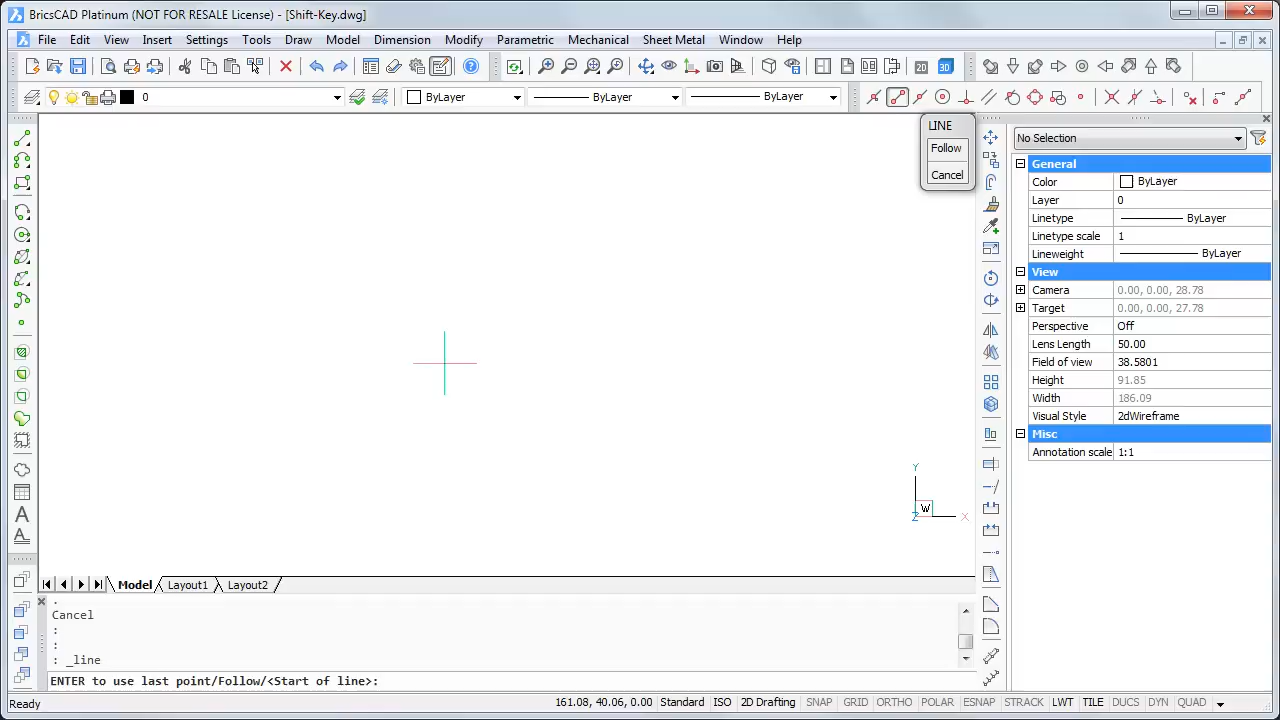 BricsCAD Platinum (NOT FOR RESALE License) - [Shift-Key.dwg]
File Edit View Insert Settings Tools Draw Model Dimension Modify Parametric Mechanical Sheet Metal Window Help
2D 3D
0 ByLayer ByLayer ByLayer
LINE
Follow
Cancel
No Selection
General
Color ByLayer
Layer 0
Linetype ByLayer
Linetype scale 1
Lineweight ByLayer
View
Camera 0.00, 0.00, 28.78
Target 0.00, 0.00, 27.78
Perspective Off
Lens Length 50.00
Field of view 38.5801
Height 91.85
Width 186.09
Visual Style 2dWireframe
Misc
Annotation scale 1:1
A
A
Y
W
Z X
Model Layout1 Layout2
.
Cancel
:
:
: _line
ENTER to use last point/Follow/<Start of line>:
Ready 161.08, 40.06, 0.00 Standard ISO 2D Drafting SNAP GRID ORTHO POLAR ESNAP STRACK LWT TILE DUCS DYN QUAD